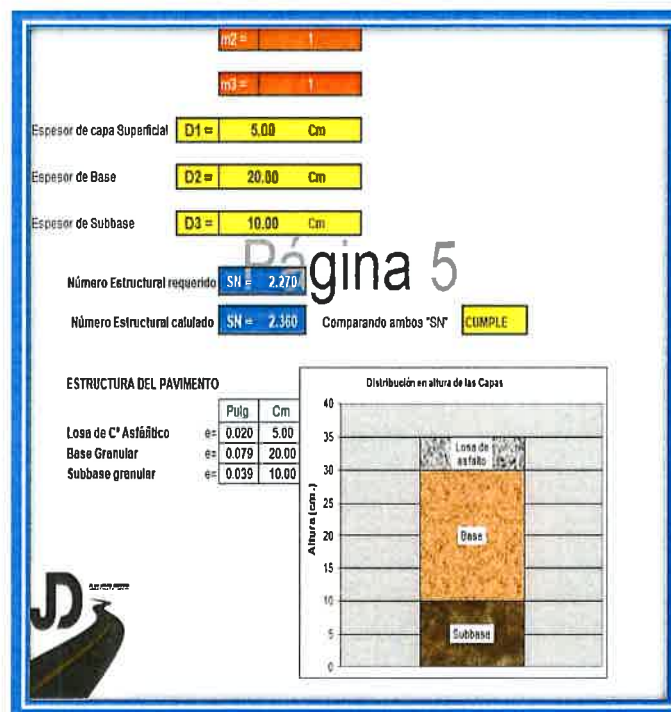 m2 = 1
m3 = 1
Espesor de capa Superficial D1 = 5.00 Cm
Espesor de Base D2 = 20.00 Cm
Espesor de Subbase D3 = 10.00 Cm
Página 5
Número Estructural requerido SN = 2.270
Número Estructural calulado SN = 2.360 Comparando ambos "SN" CUMPLE
ESTRUCTURA DEL PAVIMENTO
Pulg Cm
Losa de Cº Asfáñtico e= 0.020 5.00
Base Granular e= 0.079 20.00
Subbase granular e= 0.039 10.00
Distribución en altura de las Capas
Altura (cm.)
40
35
30
25
20
15
10
5
0
Losa de
asfalto
Base
Subbase
JD